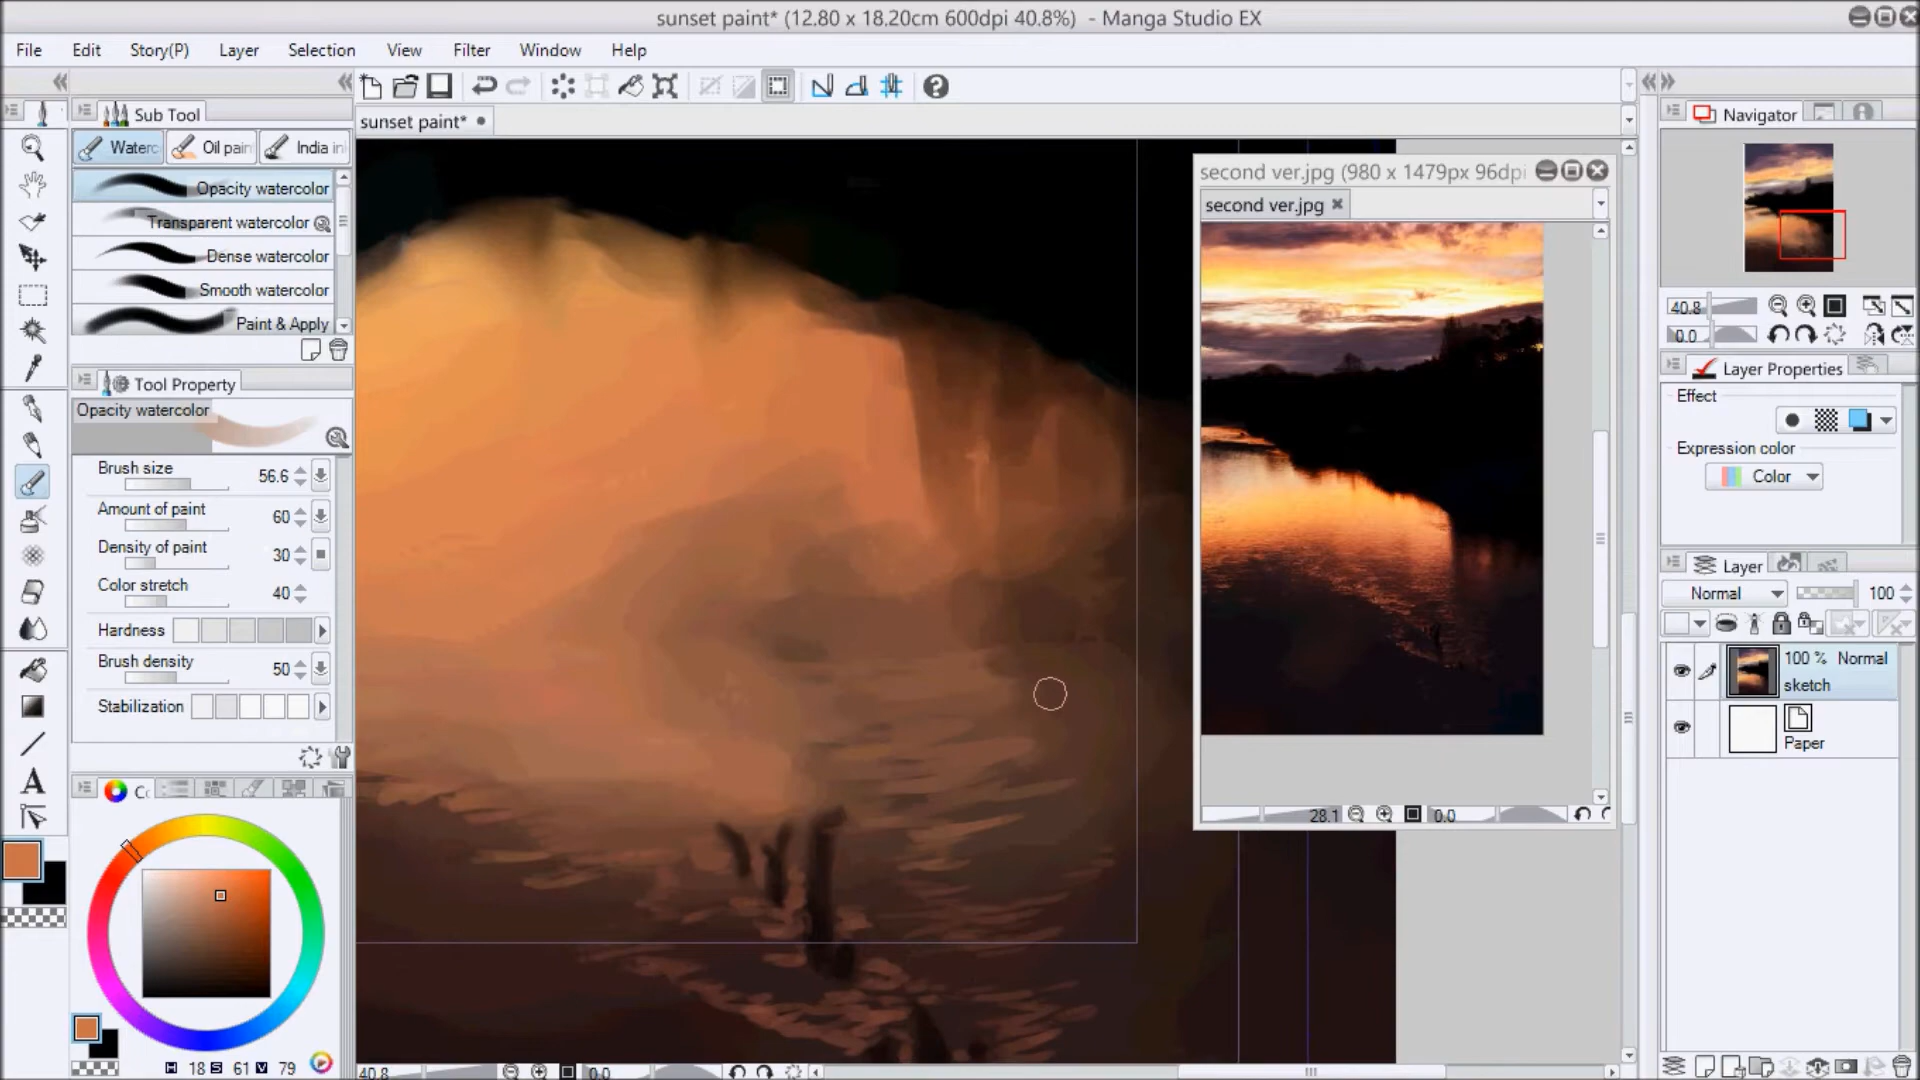 sunset paint* (12.80 x 18.20cm 600dpi 40.8%) - Manga Studio EX
File Edit Story(P) Layer Selection View Filter Window Help
Sub Tool
sunset paint*
Waterc Oil pain India in
Opacity watercolor
Transparent watercolor
Dense watercolor
Smooth watercolor
Paint & Apply
Tool Property
Opacity watercolor
Brush size 56.6
Amount of paint 60
Density of paint 30
Color stretch 40
Hardness
Brush density 50
Stabilization
Cc
H 18 S 61 V 79
40.8 0.0
second ver.jpg (980 x 1479px 96dpi
second ver.jpg
28.1 0.0
Navigator
40.8
0.0
Layer Properties
Effect
Expression color
Color
Layer
Normal 100
100 % Normal
sketch
Paper